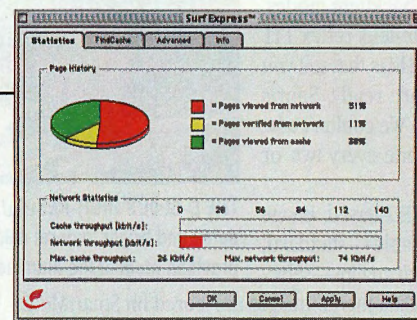 Surf Express™
Statistics FindCache Advanced Info
Page History
= Pages viewed from network 51%
= Pages verified from network 11%
= Pages viewed from cache 38%
Network Statistics
0 28 56 84 112 140
Cache throughput [kbit/s]:
Network throughput [kbit/s]:
Max. cache throughput: 26 Kbit/s Max. network throughput: 74 Kbit/s
OK Cancel Apply Help